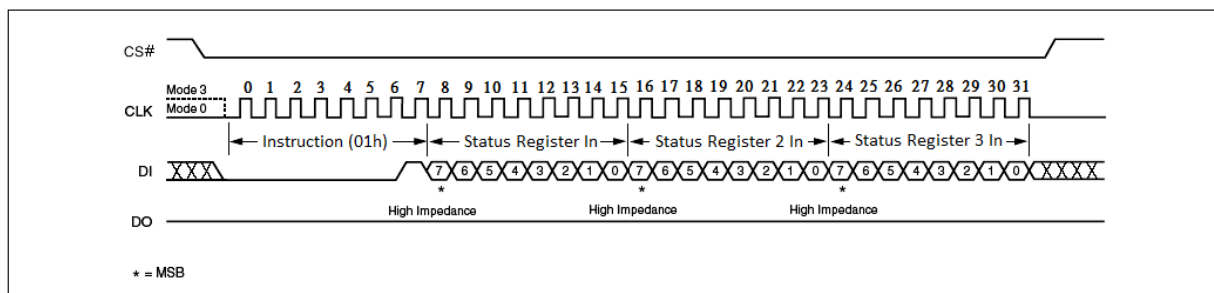 CS#
Mode 3 0 1 2 3 4 5 6 7 8 9 10 11 12 13 14 15 16 17 18 19 20 21 22 23 24 25 26 27 28 29 30 31
CLK Mode 0
Instruction (01h) Status Register In Status Register 2 In Status Register 3 In
DI 7 6 5 4 3 2 1 0 7 6 5 4 3 2 1 0 7 6 5 4 3 2 1 0
* * *
High Impedance High Impedance High Impedance
DO
* = MSB